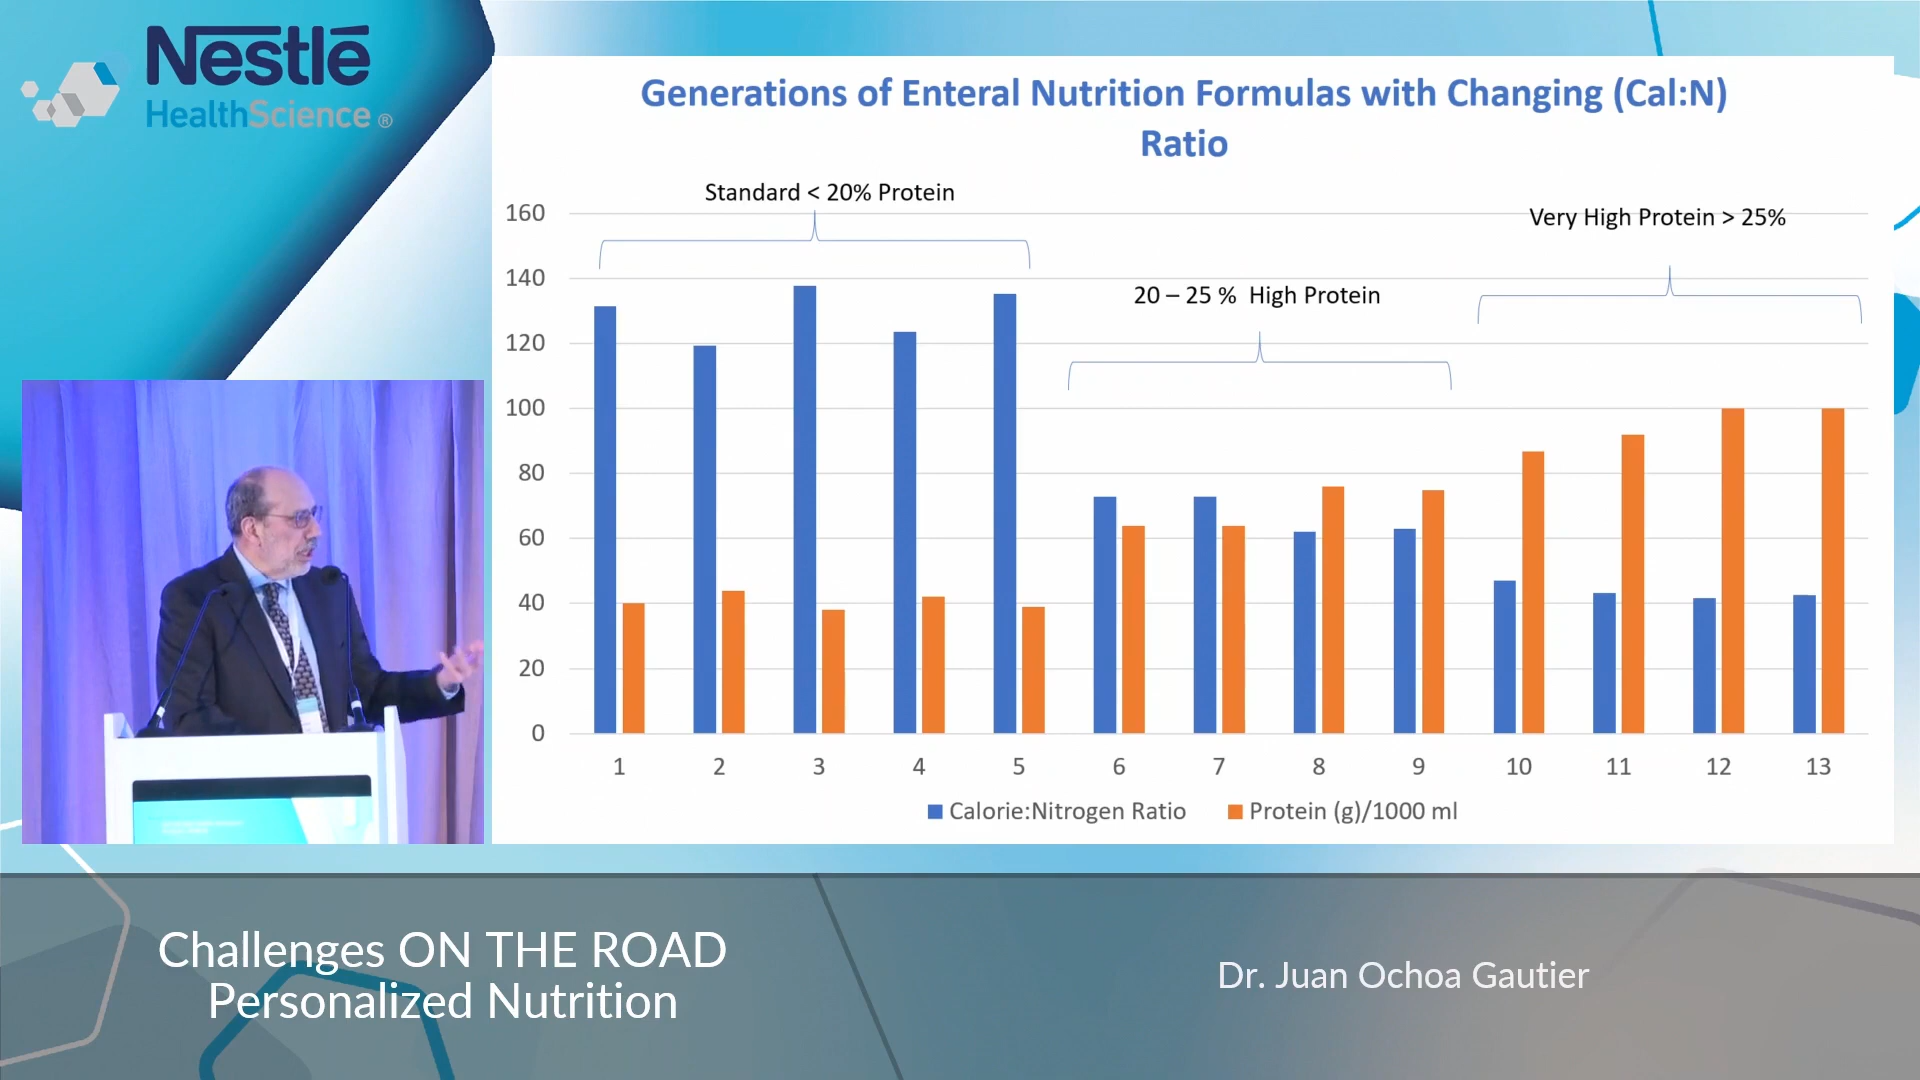 Nestlé
HealthScience ®
Generations of Enteral Nutrition Formulas with Changing (Cal:N)
Ratio
Standard < 20% Protein
Very High Protein > 25%
20 – 25 % High Protein
160
140
120
100
80
60
40
20
0
1 2 3 4 5 6 7 8 9 10 11 12 13
Calorie:Nitrogen Ratio Protein (g)/1000 ml
Challenges ON THE ROAD
Personalized Nutrition
Dr. Juan Ochoa Gautier